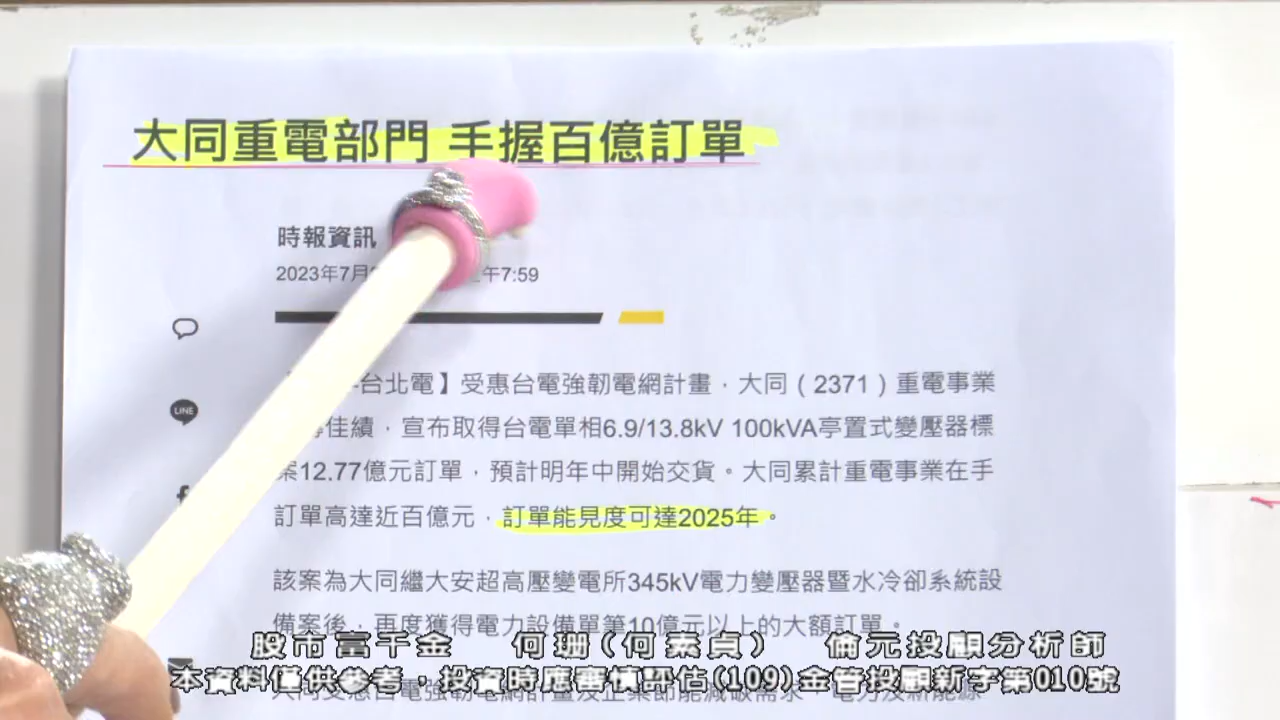 大同重電部門 手握百億訂單
時報資訊
2023年7月 午7:59
LINE
台北電】受惠台電強韌電網計畫，大同（2371）重電事業
佳績，宣布取得台電單相6.9/13.8kV 100kVA亭置式變壓器標
案12.77億元訂單，預計明年中開始交貨。大同累計重電事業在手
訂單高達近百億元，訂單能見度可達2025年。
該案為大同繼大安超高壓變電所345kV電力變壓器暨水冷卻系統設
備案後，再度獲得電力設備單筆10億元以上的大額訂單。
股市富千金 何珊(何素貞) 倫元投顧分析師
本資料僅供參考，投資時應審慎評估(109)金管投顧新字第010號